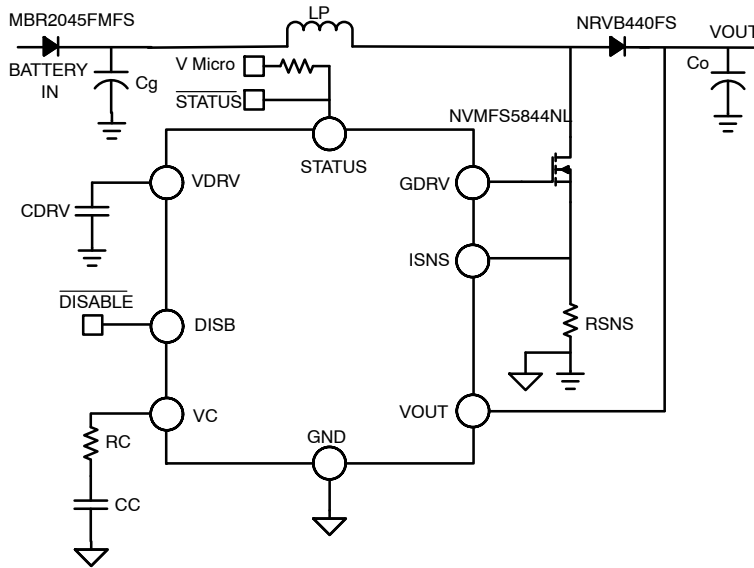 MBR2045FMFS
LP
NRVB440FS
VOUT
BATTERY
IN
Cg
V Micro
STATUS
Co
NVMFS5844NL
STATUS
VDRV
GDRV
CDRV
ISNS
DISABLE
DISB
RSNS
VC
VOUT
RC
GND
CC